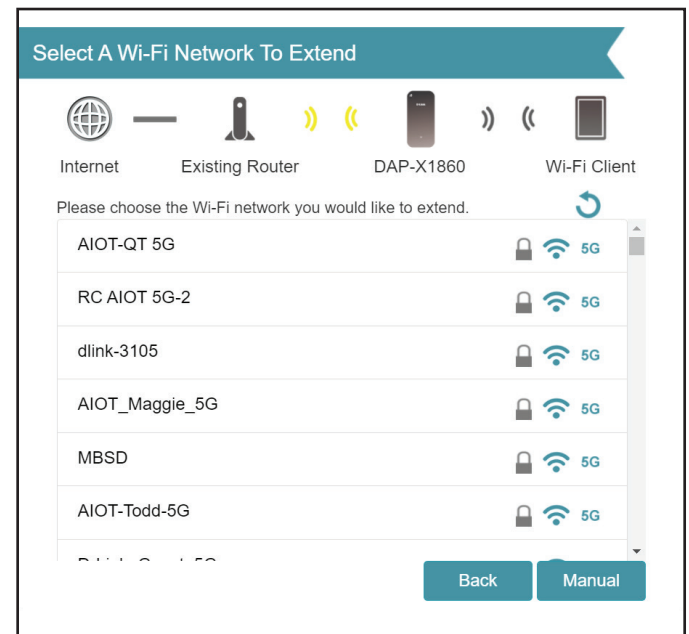 Select A Wi-Fi Network To Extend
Internet Existing Router DAP-X1860 Wi-Fi Client
Please choose the Wi-Fi network you would like to extend.
AIOT-QT 5G 5G
RC AIOT 5G-2 5G
dlink-3105 5G
AIOT_Maggie_5G 5G
MBSD 5G
AIOT-Todd-5G 5G
Back Manual